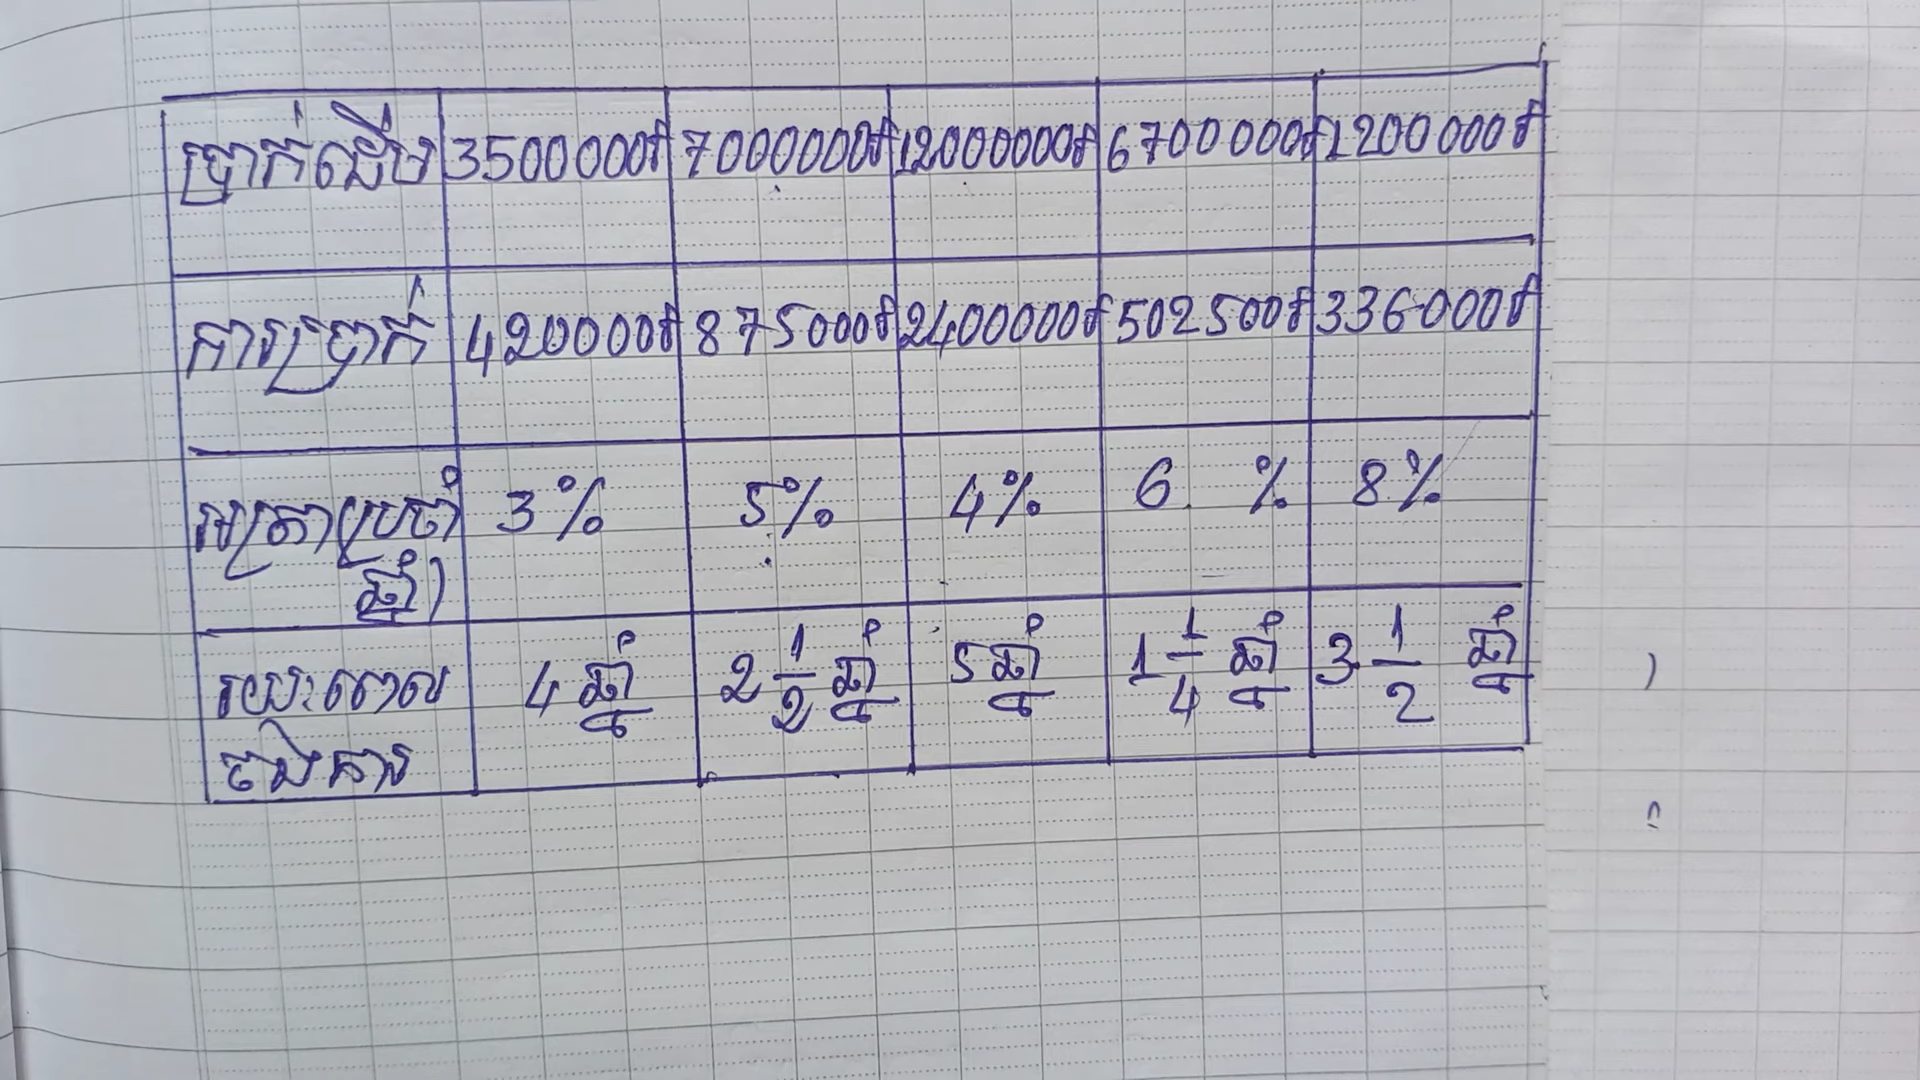 ប្រាក់ដើម 3500000៛ 7000000៛ 12000000៛ 6700000៛ 1200000៛
ការប្រាក់ 420000៛ 875000៛ 2400000៛ 502500៛ 336000៛
អត្រា(ប្រចាំ 3% 5% 4% 6. % 8%
ឆ្នាំ)
រយៈពេល 4 ឆ្នាំ 2 1/2 ឆ្នាំ 5 ឆ្នាំ 1 1/4 ឆ្នាំ 3 1/2 ឆ្នាំ